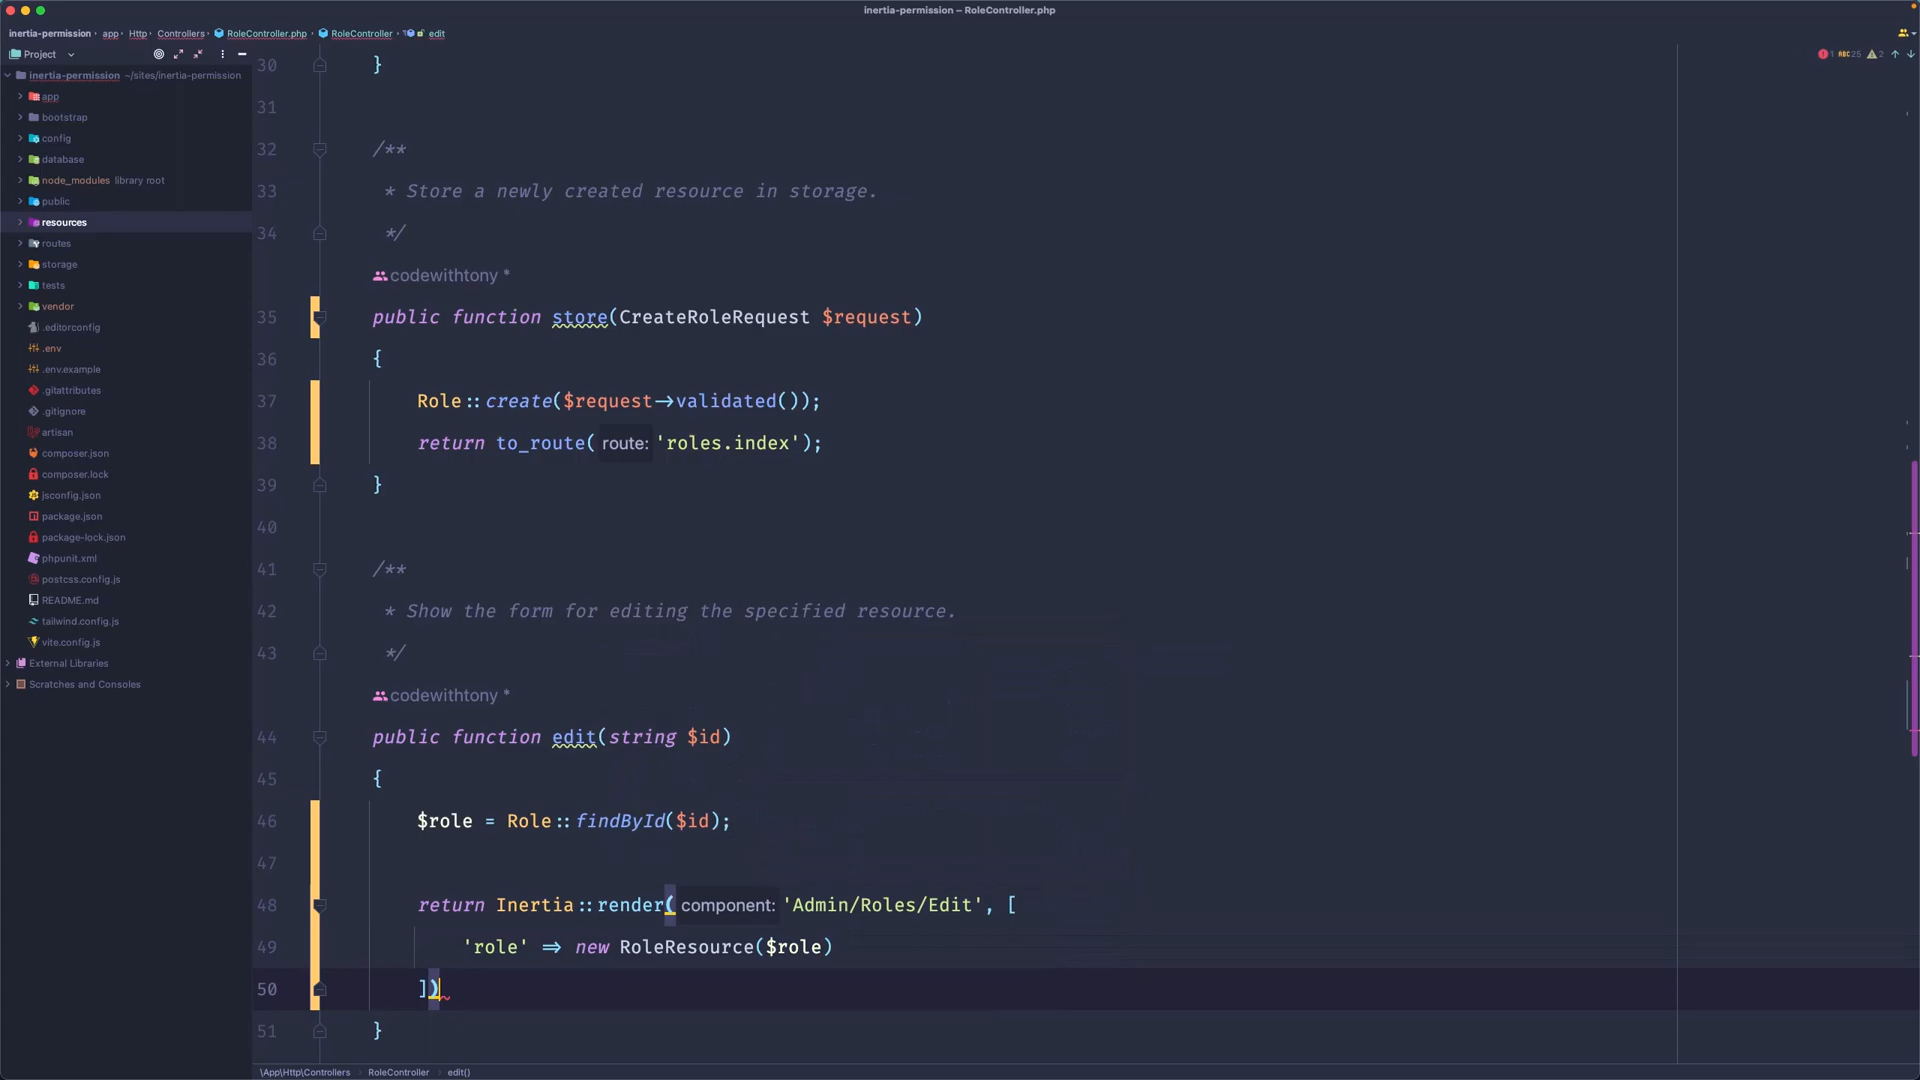 inertia-permission – RoleController.php
inertia-permission › app › Http › Controllers › RoleController.php › RoleController › edit
Project
1 ABC 25 2
inertia-permission ~/sites/inertia-permission
app
bootstrap
config
database
node_modules library root
public
resources
routes
storage
tests
vendor
.editorconfig
.env
.env.example
.gitattributes
.gitignore
artisan
composer.json
composer.lock
jsconfig.json
package.json
package-lock.json
phpunit.xml
postcss.config.js
README.md
tailwind.config.js
vite.config.js
External Libraries
Scratches and Consoles
30 }
31
32 /**
33 * Store a newly created resource in storage.
34 */
codewithtony *
35 public function store(CreateRoleRequest $request)
36 {
37 Role::create($request->validated());
38 return to_route( route: 'roles.index');
39 }
40
41 /**
42 * Show the form for editing the specified resource.
43 */
codewithtony *
44 public function edit(string $id)
45 {
46 $role = Role::findById($id);
47
48 return Inertia::render( component: 'Admin/Roles/Edit', [
49 'role' => new RoleResource($role)
50 ])
51 }
\App\Http\Controllers › RoleController › edit()